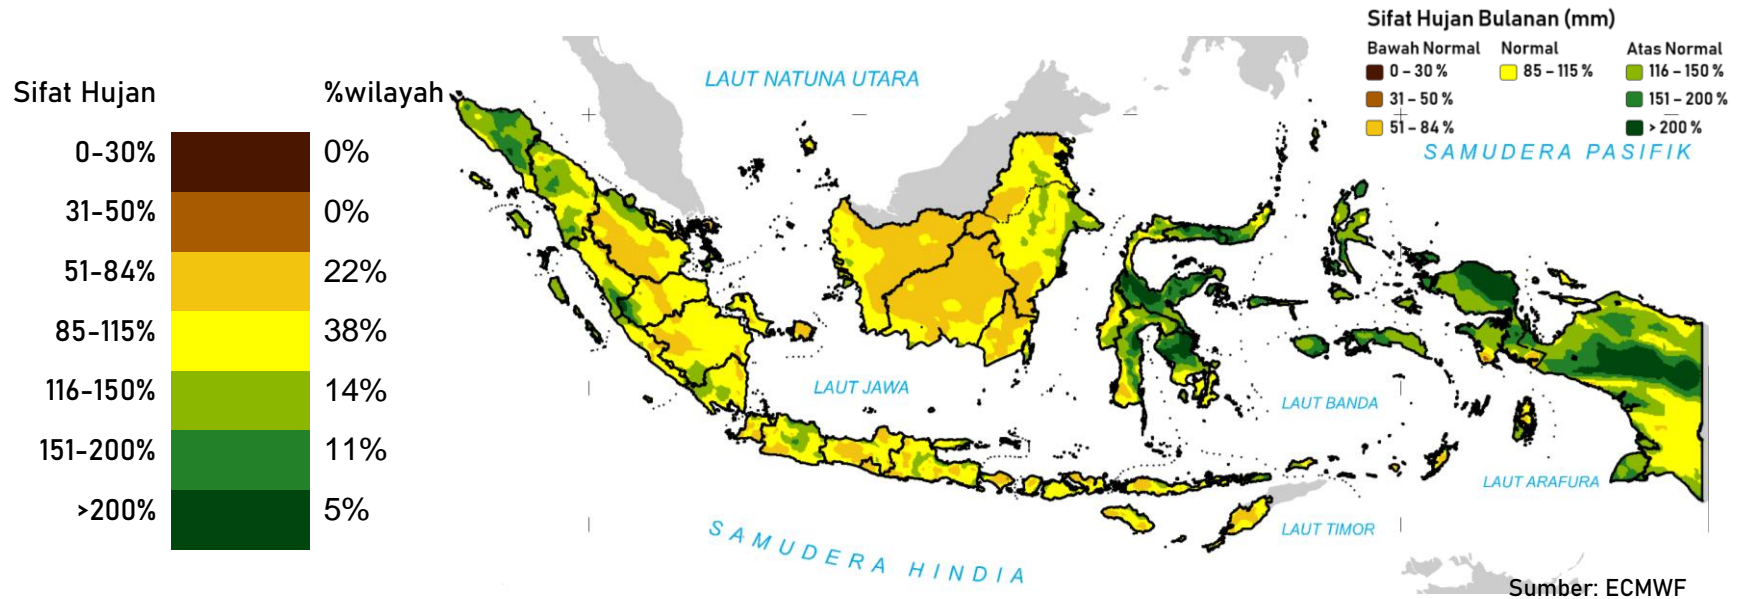 Sifat Hujan %wilayah
0-30% 0%
31-50% 0%
51-84% 22%
85-115% 38%
116-150% 14%
151-200% 11%
>200% 5%
Sifat Hujan Bulanan (mm)
Bawah Normal Normal Atas Normal
0 - 30 % 85 - 115 % 116 - 150 %
31 - 50 % 151 - 200 %
51 - 84 % > 200 %
LAUT NATUNA UTARA
SAMUDERA PASIFIK
LAUT JAWA
LAUT BANDA
LAUT ARAFURA
LAUT TIMOR
SAMUDERA HINDIA
Sumber: ECMWF